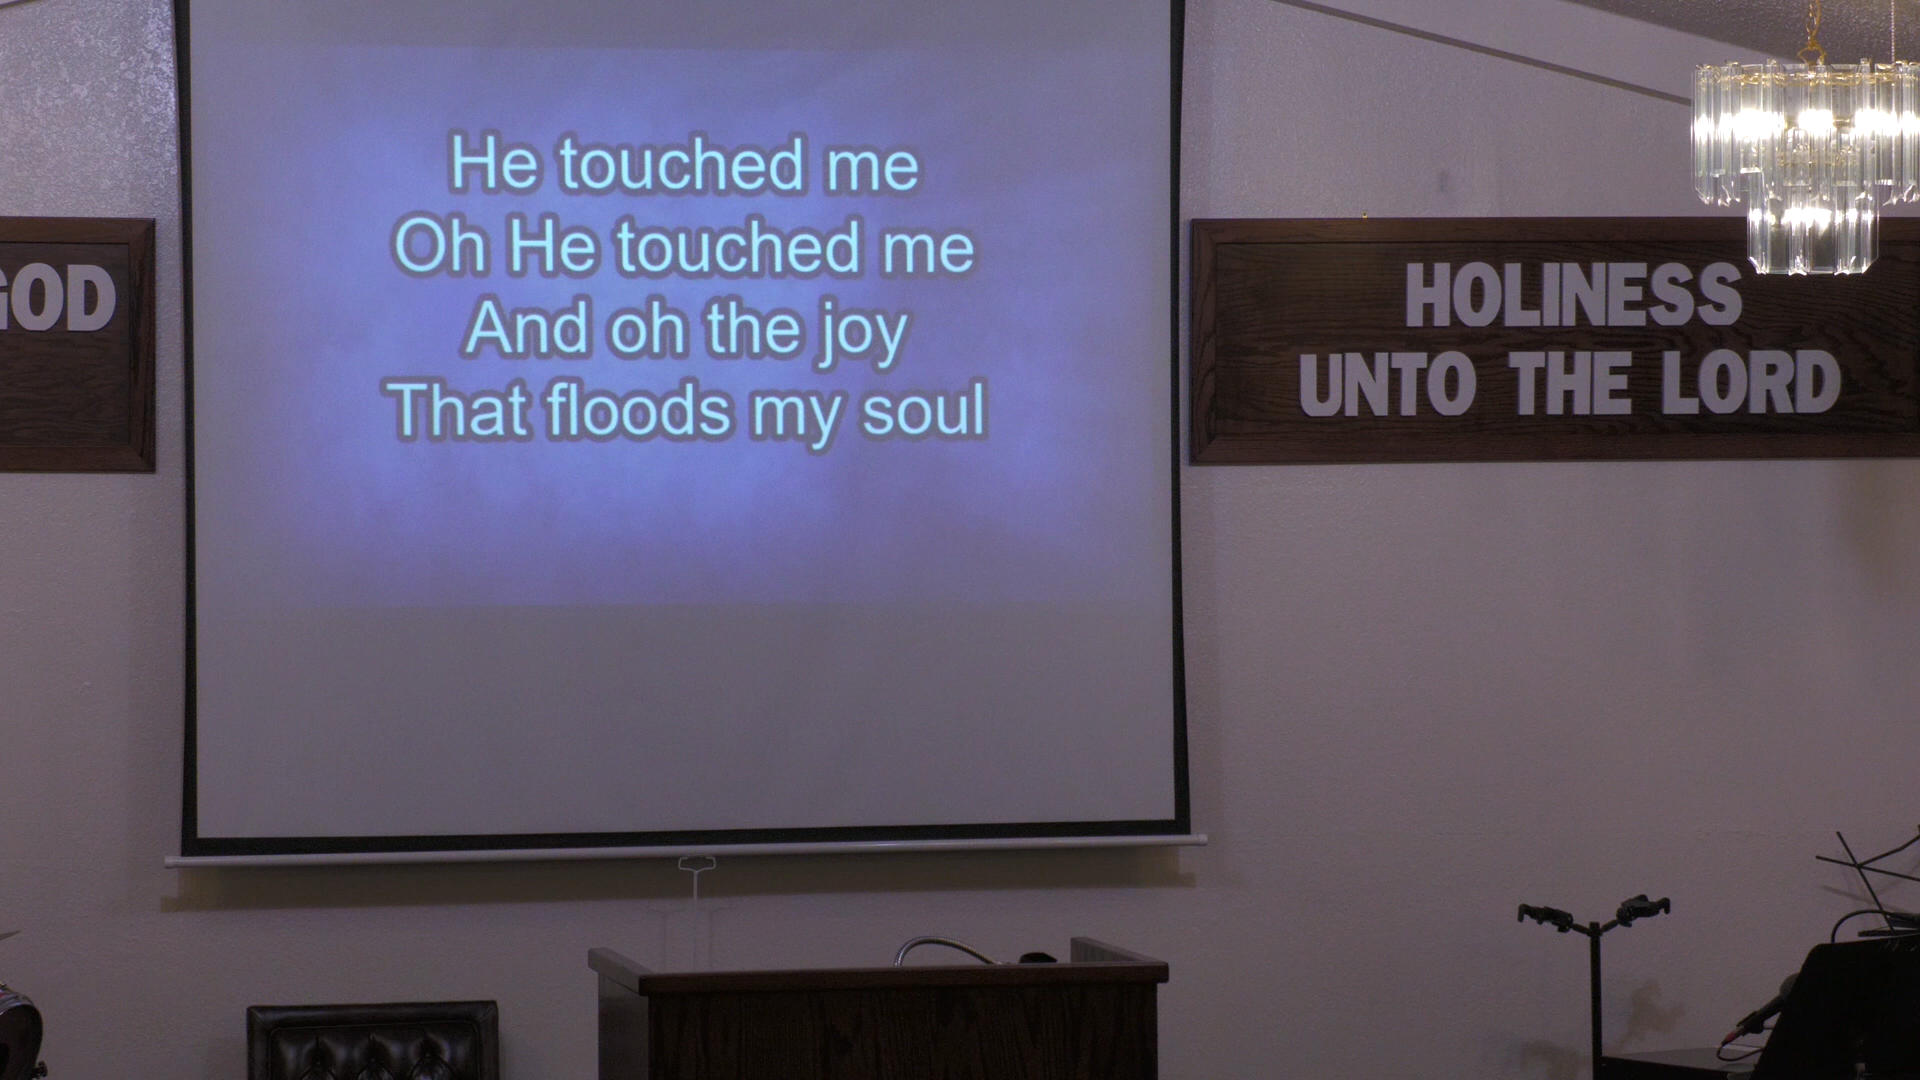 He touched me
Oh He touched me
And oh the joy
That floods my soul
GOD
HOLINESS
UNTO THE LORD